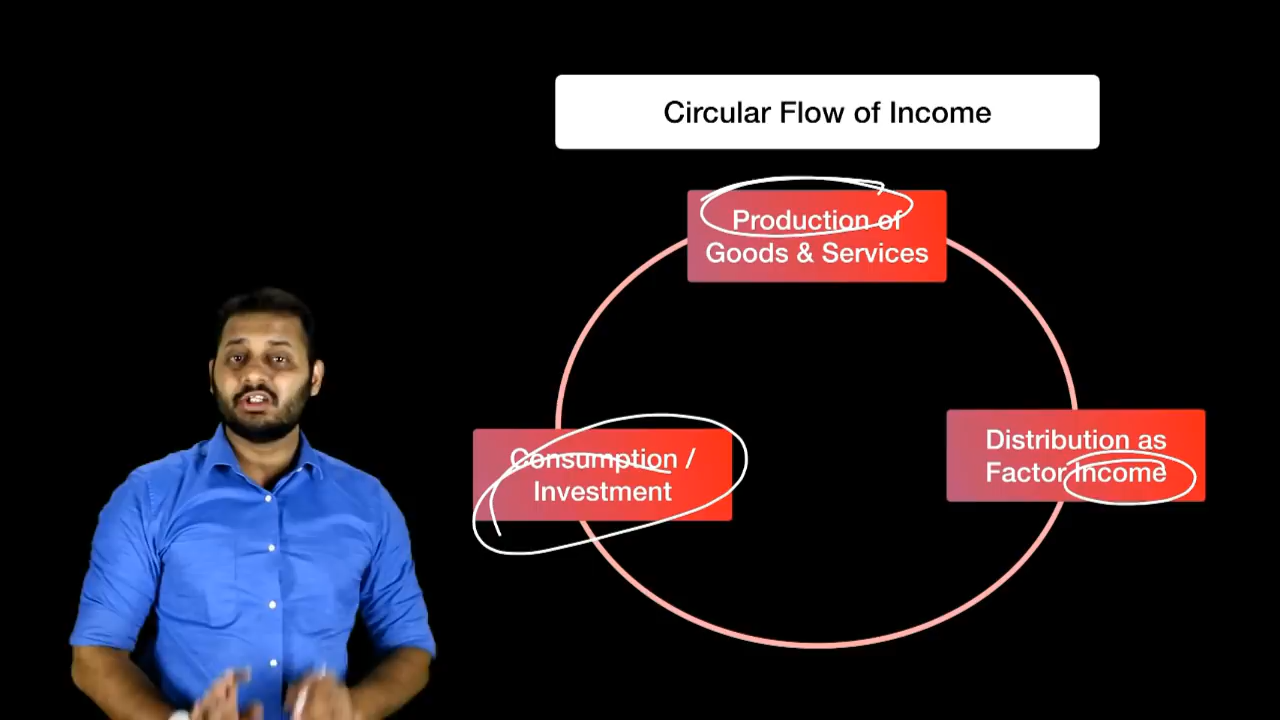 Circular Flow of Income
Production of
Goods & Services
Distribution as
Factor Income
Consumption /
Investment